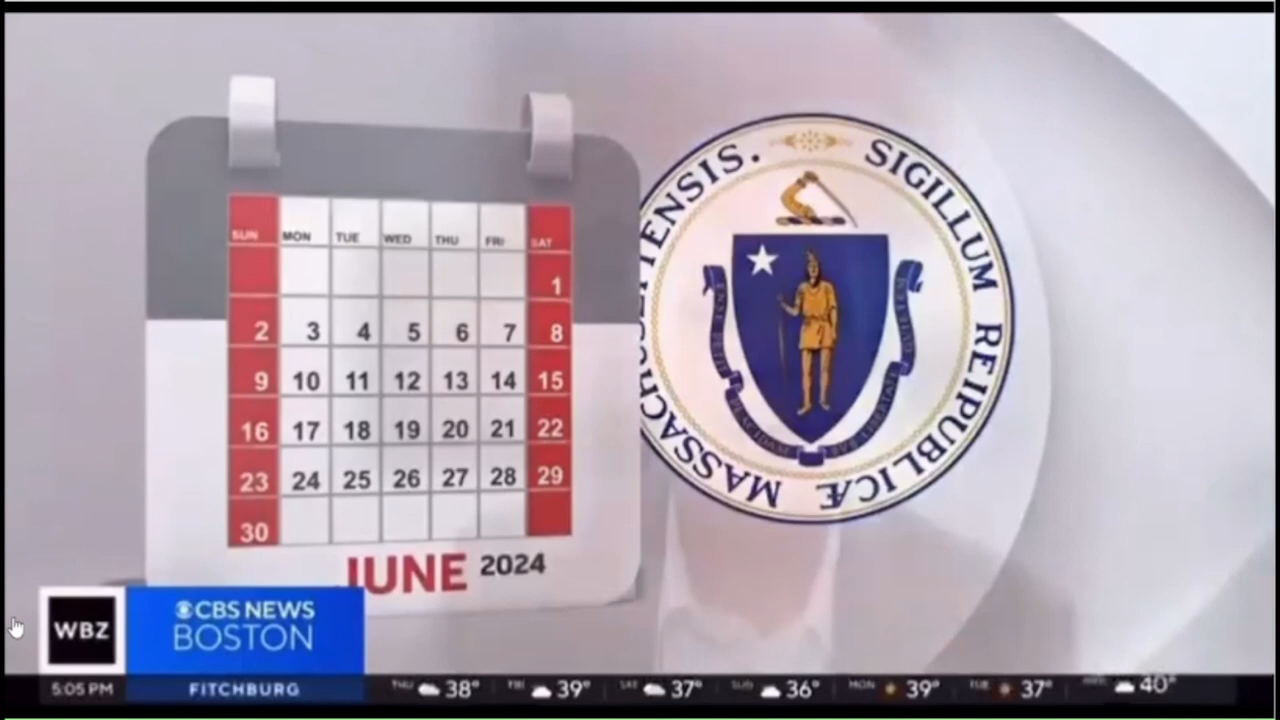 SUN MON TUE WED THU FRI SAT
1
2 3 4 5 6 7 8
9 10 11 12 13 14 15
16 17 18 19 20 21 22
23 24 25 26 27 28 29
30
JUNE 2024
SIGILLUM REIPUBLICÆ MASSACHUSETTENSIS.
WBZ
CBS NEWS
BOSTON
5:05 PM FITCHBURG THU 38° FRI 39° SAT 37° SUN 36° MON 39° TUE 37° 40°